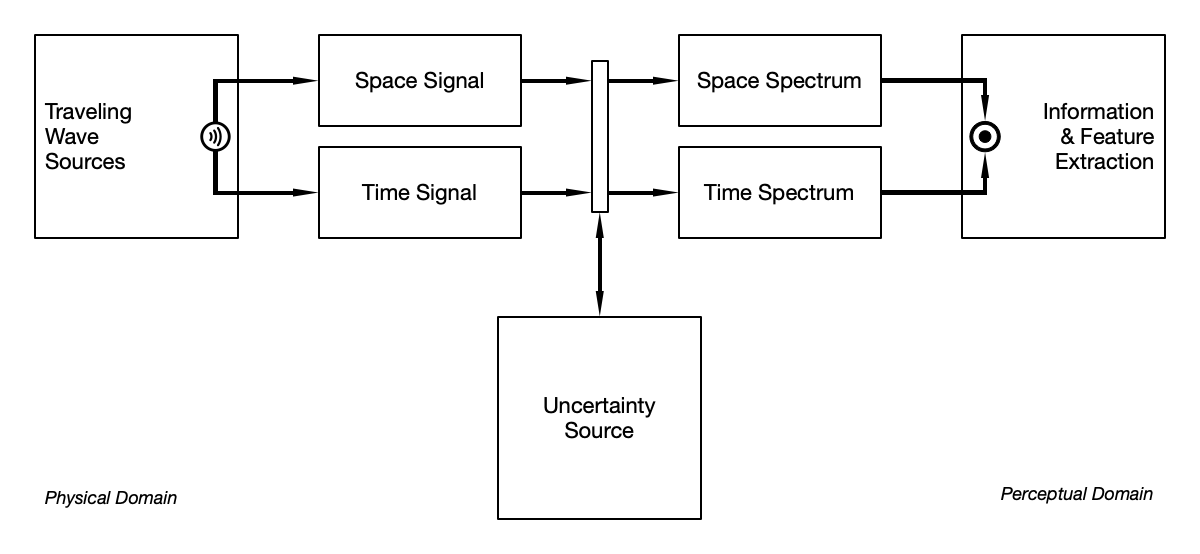 Traveling
Wave
Sources
Space Signal
Time Signal
Space Spectrum
Time Spectrum
Information
& Feature
Extraction
Uncertainty
Source
Physical Domain
Perceptual Domain